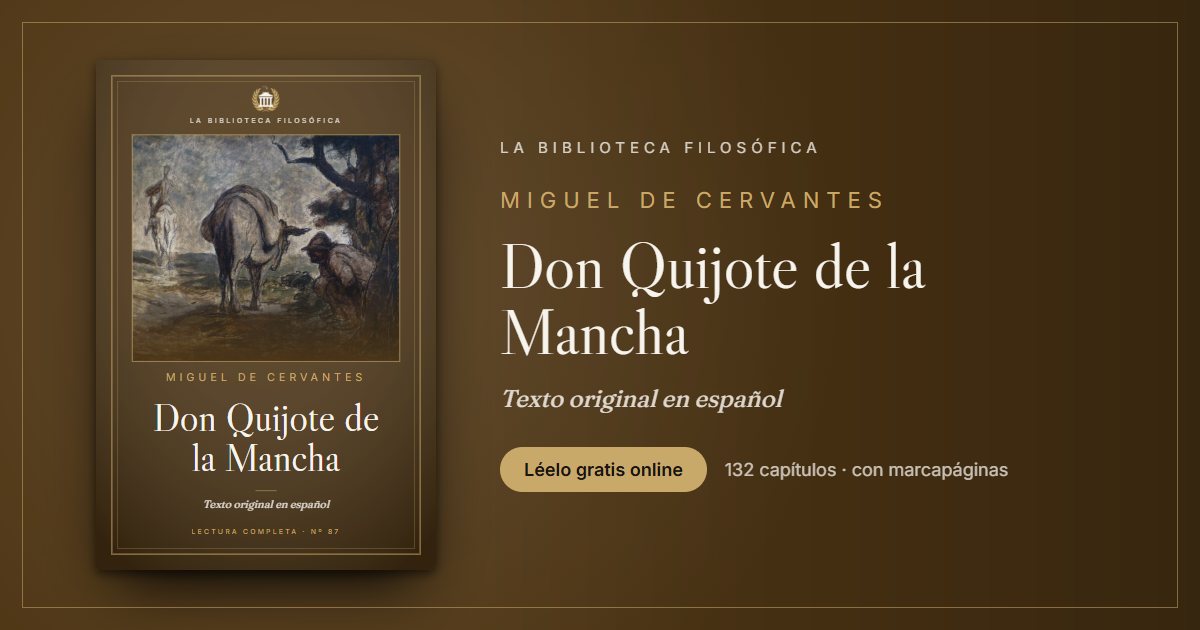 LA BIBLIOTECA FILOSÓFICA
MIGUEL DE CERVANTES
Don Quijote de
la Mancha
Texto original en español
LECTURA COMPLETA · Nº 87
LA BIBLIOTECA FILOSÓFICA
MIGUEL DE CERVANTES
Don Quijote de la
Mancha
Texto original en español
Léelo gratis online
132 capítulos · con marcapáginas